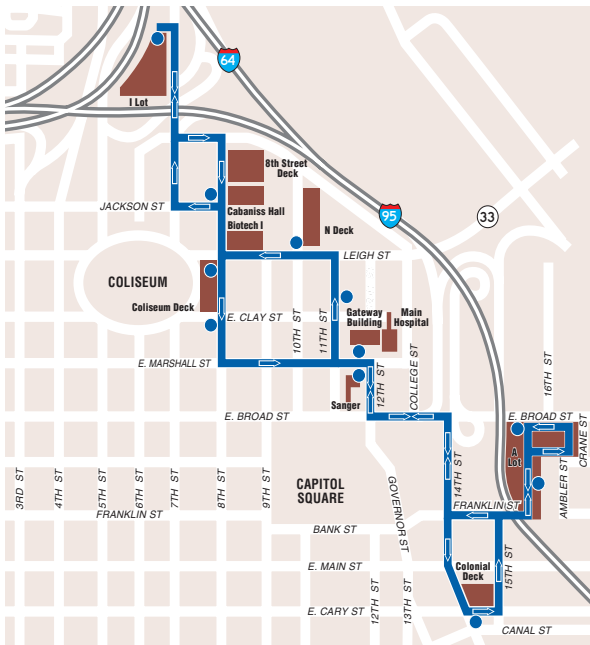 64
I Lot
8th Street
Deck
JACKSON ST
Cabaniss Hall
Biotech I
N Deck
95
33
LEIGH ST
COLISEUM
Coliseum Deck
E. CLAY ST
10TH ST
11TH ST
Gateway
Building
Main
Hospital
E. MARSHALL ST
Sanger
12TH ST
COLLEGE ST
16TH ST
E. BROAD ST
E. BROAD ST
CRANE ST
A
Lot
AMBLER ST
14TH ST
CAPITOL
SQUARE
GOVERNOR ST
3RD ST
4TH ST
5TH ST
6TH ST
7TH ST
8TH ST
9TH ST
FRANKLIN ST
FRANKLIN ST
BANK ST
E. MAIN ST
Colonial
Deck
15TH ST
E. CARY ST
12TH ST
13TH ST
CANAL ST